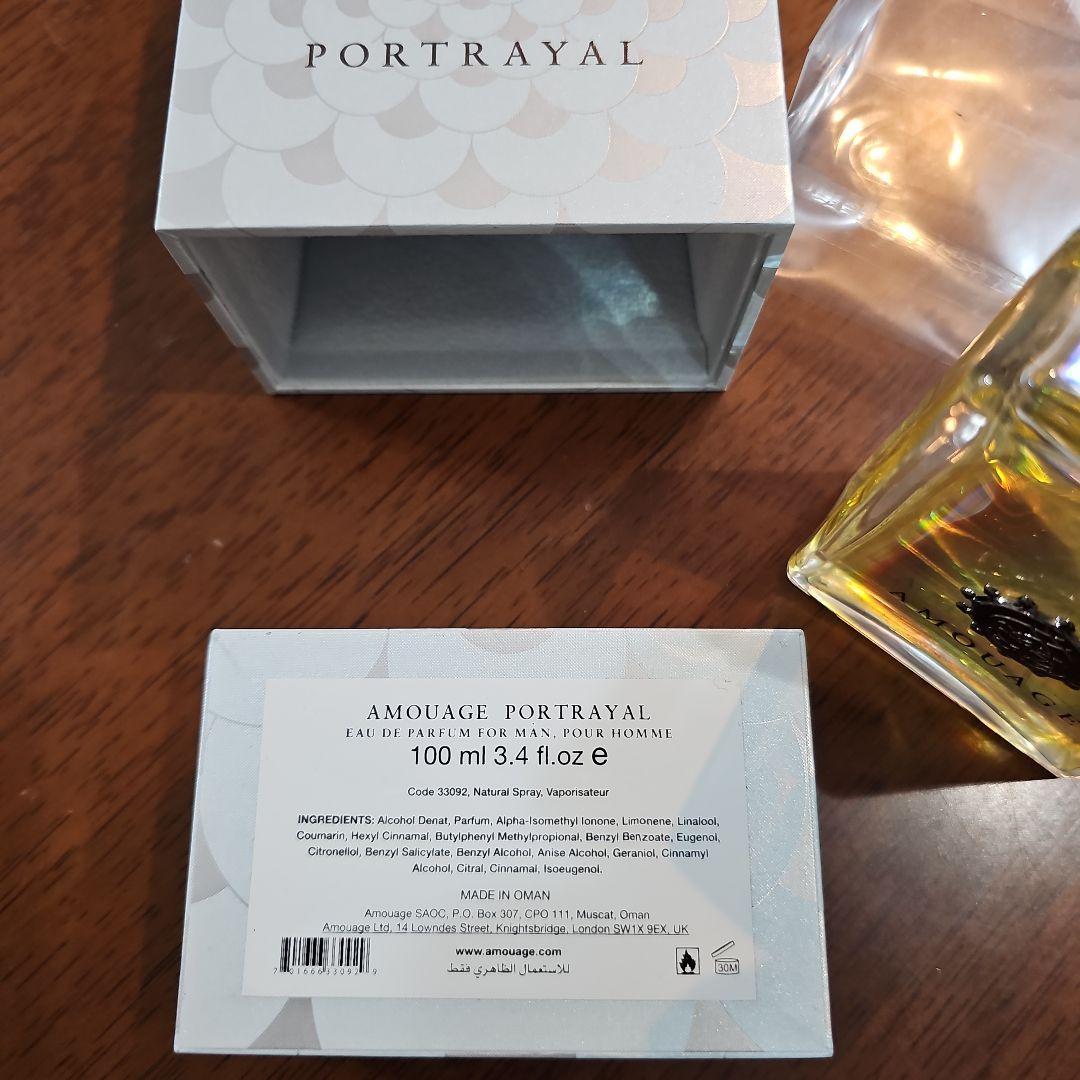 PORTRAYAL
AMOUAGE
AMOUAGE PORTRAYAL
EAU DE PARFUM FOR MAN, POUR HOMME
100 ml 3.4 fl.oz e
Code 33092, Natural Spray, Vaporisateur
INGREDIENTS: Alcohol Denat, Parfum, Alpha-Isomethyl Ionone, Limonene, Linalool,
Coumarin, Hexyl Cinnamal, Butylphenyl Methylpropional, Benzyl Benzoate, Eugenol,
Citronellol, Benzyl Salicylate, Benzyl Alcohol, Anise Alcohol, Geraniol, Cinnamyl
Alcohol, Citral, Cinnamal, Isoeugenol.
MADE IN OMAN
Amouage SAOC, P.O. Box 307, CPO 111, Muscat, Oman
Amouage Ltd, 14 Lowndes Street, Knightsbridge, London SW1X 9EX, UK
www.amouage.com
للاستعمال الظاهري فقط
30M